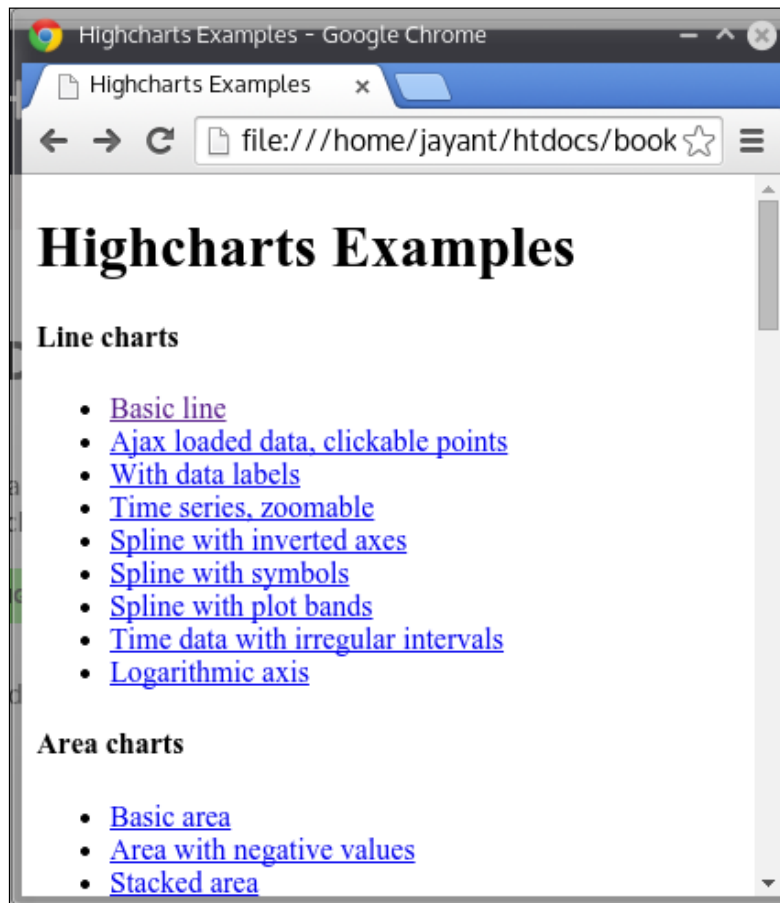 Highcharts Examples - Google Chrome
Highcharts Examples
file:///home/jayant/htdocs/book
Highcharts Examples
Line charts
Basic line
Ajax loaded data, clickable points
With data labels
Time series, zoomable
Spline with inverted axes
Spline with symbols
Spline with plot bands
Time data with irregular intervals
Logarithmic axis
Area charts
Basic area
Area with negative values
Stacked area